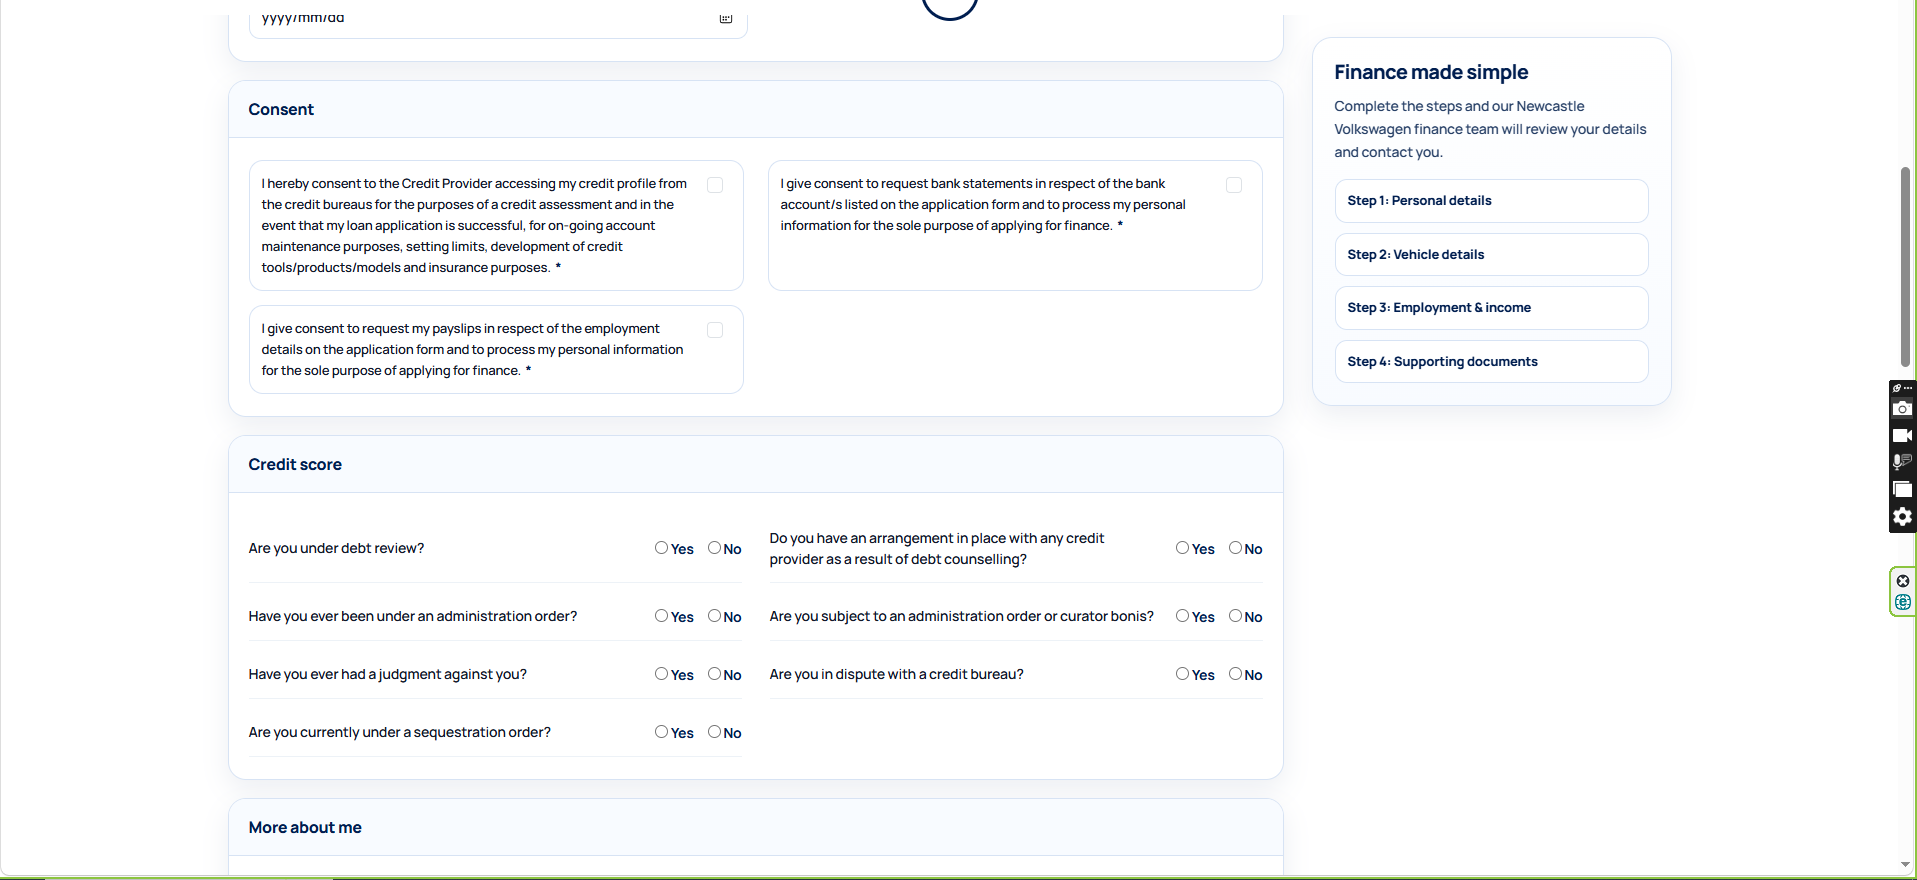 yyyy/mm/dd
Consent
I hereby consent to the Credit Provider accessing my credit profile from
the credit bureaus for the purposes of a credit assessment and in the
event that my loan application is successful, for on-going account
maintenance purposes, setting limits, development of credit
tools/products/models and insurance purposes. *
I give consent to request bank statements in respect of the bank
account/s listed on the application form and to process my personal
information for the sole purpose of applying for finance. *
I give consent to request my payslips in respect of the employment
details on the application form and to process my personal information
for the sole purpose of applying for finance. *
Credit score
Are you under debt review?
Yes No
Do you have an arrangement in place with any credit
provider as a result of debt counselling?
Yes No
Have you ever been under an administration order?
Yes No
Are you subject to an administration order or curator bonis?
Yes No
Have you ever had a judgment against you?
Yes No
Are you in dispute with a credit bureau?
Yes No
Are you currently under a sequestration order?
Yes No
More about me
Finance made simple
Complete the steps and our Newcastle
Volkswagen finance team will review your details
and contact you.
Step 1: Personal details
Step 2: Vehicle details
Step 3: Employment & income
Step 4: Supporting documents